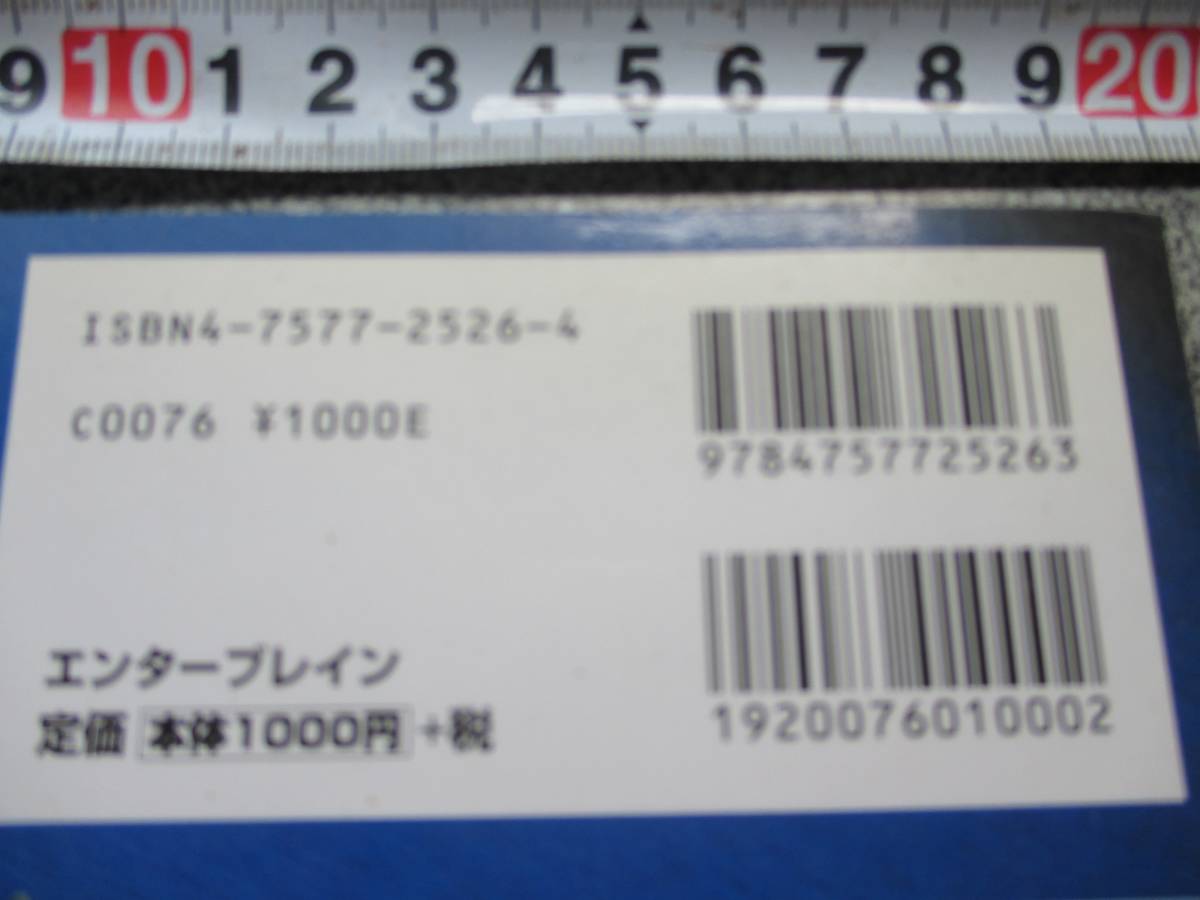 9 10 1 2 3 4 5 6 7 8 9 20
ISBN4-7577-2526-4
C0076 ¥1000E
9784757725263
エンターブレイン
定価 本体1000円 +税
1920076010002